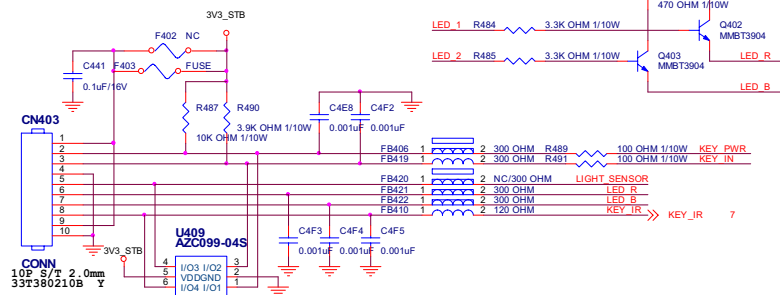 3V3_STB
F402 NC
C441 F403 FUSE
0.1uF/16V
R487
R490
3.9K OHM 1/10W
10K OHM 1/10W
C4E8
0.001uF
C4F2
0.001uF
470 OHM 1/10W
LED_1 R484 3.3K OHM 1/10W
Q402
MMBT3904
LED_2 R485 3.3K OHM 1/10W
Q403
MMBT3904
LED_R
LED_B
CN403
1
2
3
4
5
6
7
8
9
10
CONN
10P S/T 2.0mm
33T380210B Y
FB406 1 2 300 OHM R489 100 OHM 1/10W KEY_PWR
FB419 1 2 300 OHM R491 100 OHM 1/10W KEY_IN
FB420 1 2 NC/300 OHM LIGHT_SENSOR
FB421 1 2 300 OHM LED_R
FB422 1 2 300 OHM LED_B
FB410 1 2 120 OHM KEY_IR
KEY_IR 7
C4F3
0.001uF
C4F4
0.001uF
C4F5
0.001uF
U409
AZC099-04S
3V3_STB
4 I/O3 I/O2 3
5 VDDGND 2
6 I/O4 I/O1 1